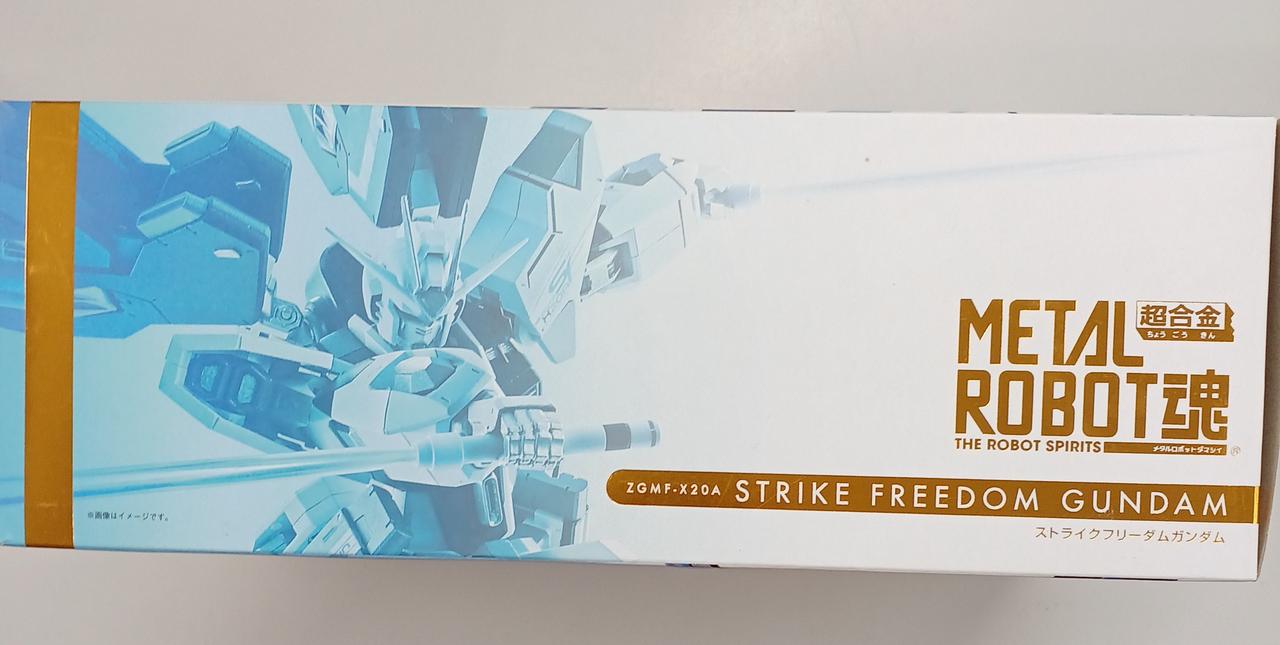 METAL 超合金
ちょう ごう きん
ROBOT魂
THE ROBOT SPIRITS メタルロボットダマシイ ®
ZGMF-X20A STRIKE FREEDOM GUNDAM
ストライクフリーダムガンダム
※画像はイメージです。